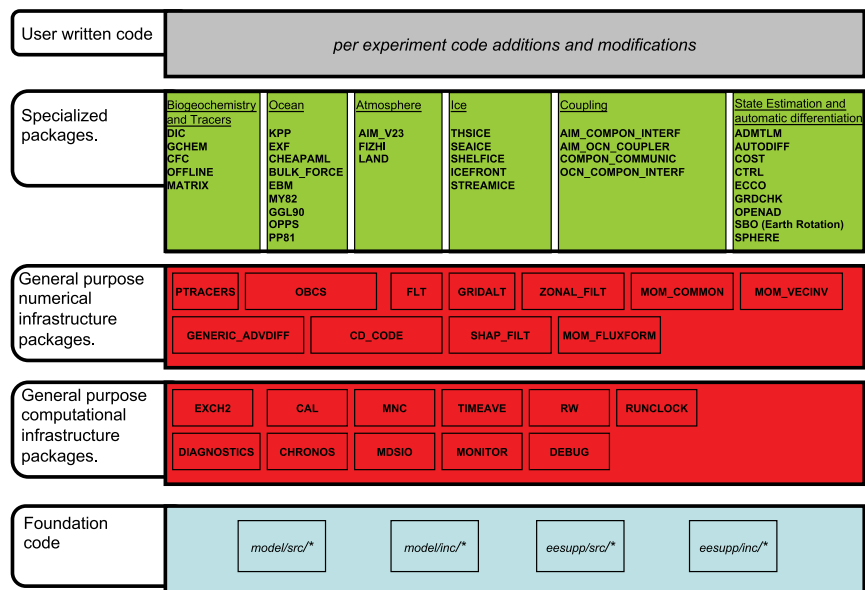 User written code
per experiment code additions and modifications
Specialized
packages.
Biogeochemistry
and Tracers
DIC
GCHEM
CFC
OFFLINE
MATRIX
Ocean
KPP
EXF
CHEAPAML
BULK_FORCE
EBM
MY82
GGL90
OPPS
PP81
Atmosphere
AIM_V23
FIZHI
LAND
Ice
THSICE
SEAICE
SHELFICE
ICEFRONT
STREAMICE
Coupling
AIM_COMPON_INTERF
AIM_OCN_COUPLER
COMPON_COMMUNIC
OCN_COMPON_INTERF
State Estimation and
automatic differentiation
ADMTLM
AUTODIFF
COST
CTRL
ECCO
GRDCHK
OPENAD
SBO (Earth Rotation)
SPHERE
General purpose
numerical
infrastructure
packages.
PTRACERS
OBCS
FLT
GRIDALT
ZONAL_FILT
MOM_COMMON
MOM_VECINV
GENERIC_ADVDIFF
CD_CODE
SHAP_FILT
MOM_FLUXFORM
General purpose
computational
infrastructure
packages.
EXCH2
CAL
MNC
TIMEAVE
RW
RUNCLOCK
DIAGNOSTICS
CHRONOS
MDSIO
MONITOR
DEBUG
Foundation
code
model/src/*
model/inc/*
eesupp/src/*
eesupp/inc/*